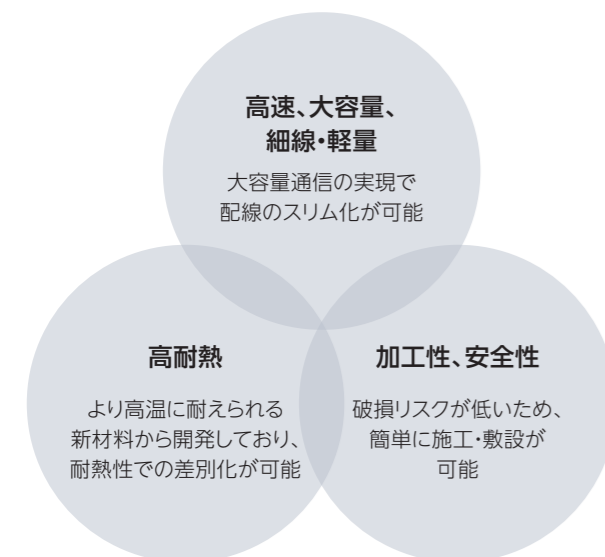 高速、大容量、
細線・軽量
大容量通信の実現で
配線のスリム化が可能
高耐熱
より高温に耐えられる
新材料から開発しており、
耐熱性での差別化が可能
加工性、安全性
破損リスクが低いため、
簡単に施工・敷設が
可能